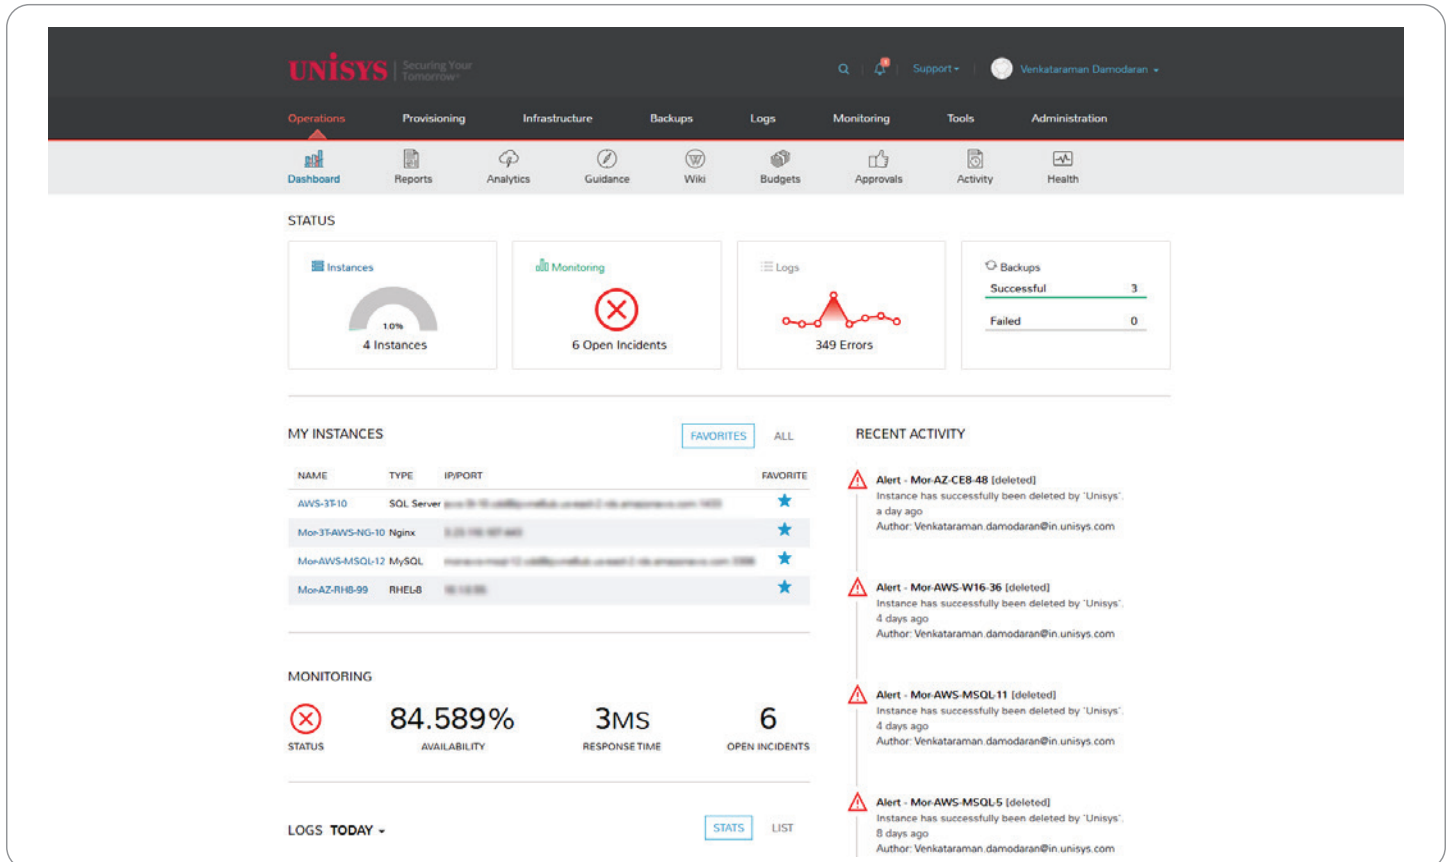 UNISYS | Securing Your
Tomorrow
Support
Venkataraman Damodaran
Operations Provisioning Infrastructure Backups Logs Monitoring Tools Administration
Dashboard Reports Analytics Guidance Wiki Budgets Approvals Activity Health
STATUS
Instances
1.0%
4 Instances
Monitoring
6 Open Incidents
Logs
349 Errors
Backups
Successful 3
Failed 0
MY INSTANCES
FAVORITES ALL
NAME TYPE IP/PORT FAVORITE
AWS-3T-10 SQL Server
Mor-3T-AWS-NG-10 Nginx
Mor-AWS-MSQL-12 MySQL
Mor-AZ-RH8-99 RHEL-8
MONITORING
STATUS
84.589%
AVAILABILITY
3MS
RESPONSE TIME
6
OPEN INCIDENTS
LOGS TODAY
STATS LIST
RECENT ACTIVITY
Alert - Mor-AZ-CE8-48 [deleted]
Instance has successfully been deleted by 'Unisys'.
a day ago
Author: Venkataraman.damodaran@in.unisys.com
Alert - Mor-AWS-W16-36 [deleted]
Instance has successfully been deleted by 'Unisys'.
4 days ago
Author: Venkataraman.damodaran@in.unisys.com
Alert - Mor-AWS-MSQL-11 [deleted]
Instance has successfully been deleted by 'Unisys'.
4 days ago
Author: Venkataraman.damodaran@in.unisys.com
Alert - Mor-AWS-MSQL-5 [deleted]
Instance has successfully been deleted by 'Unisys'.
8 days ago
Author: Venkataraman.damodaran@in.unisys.com